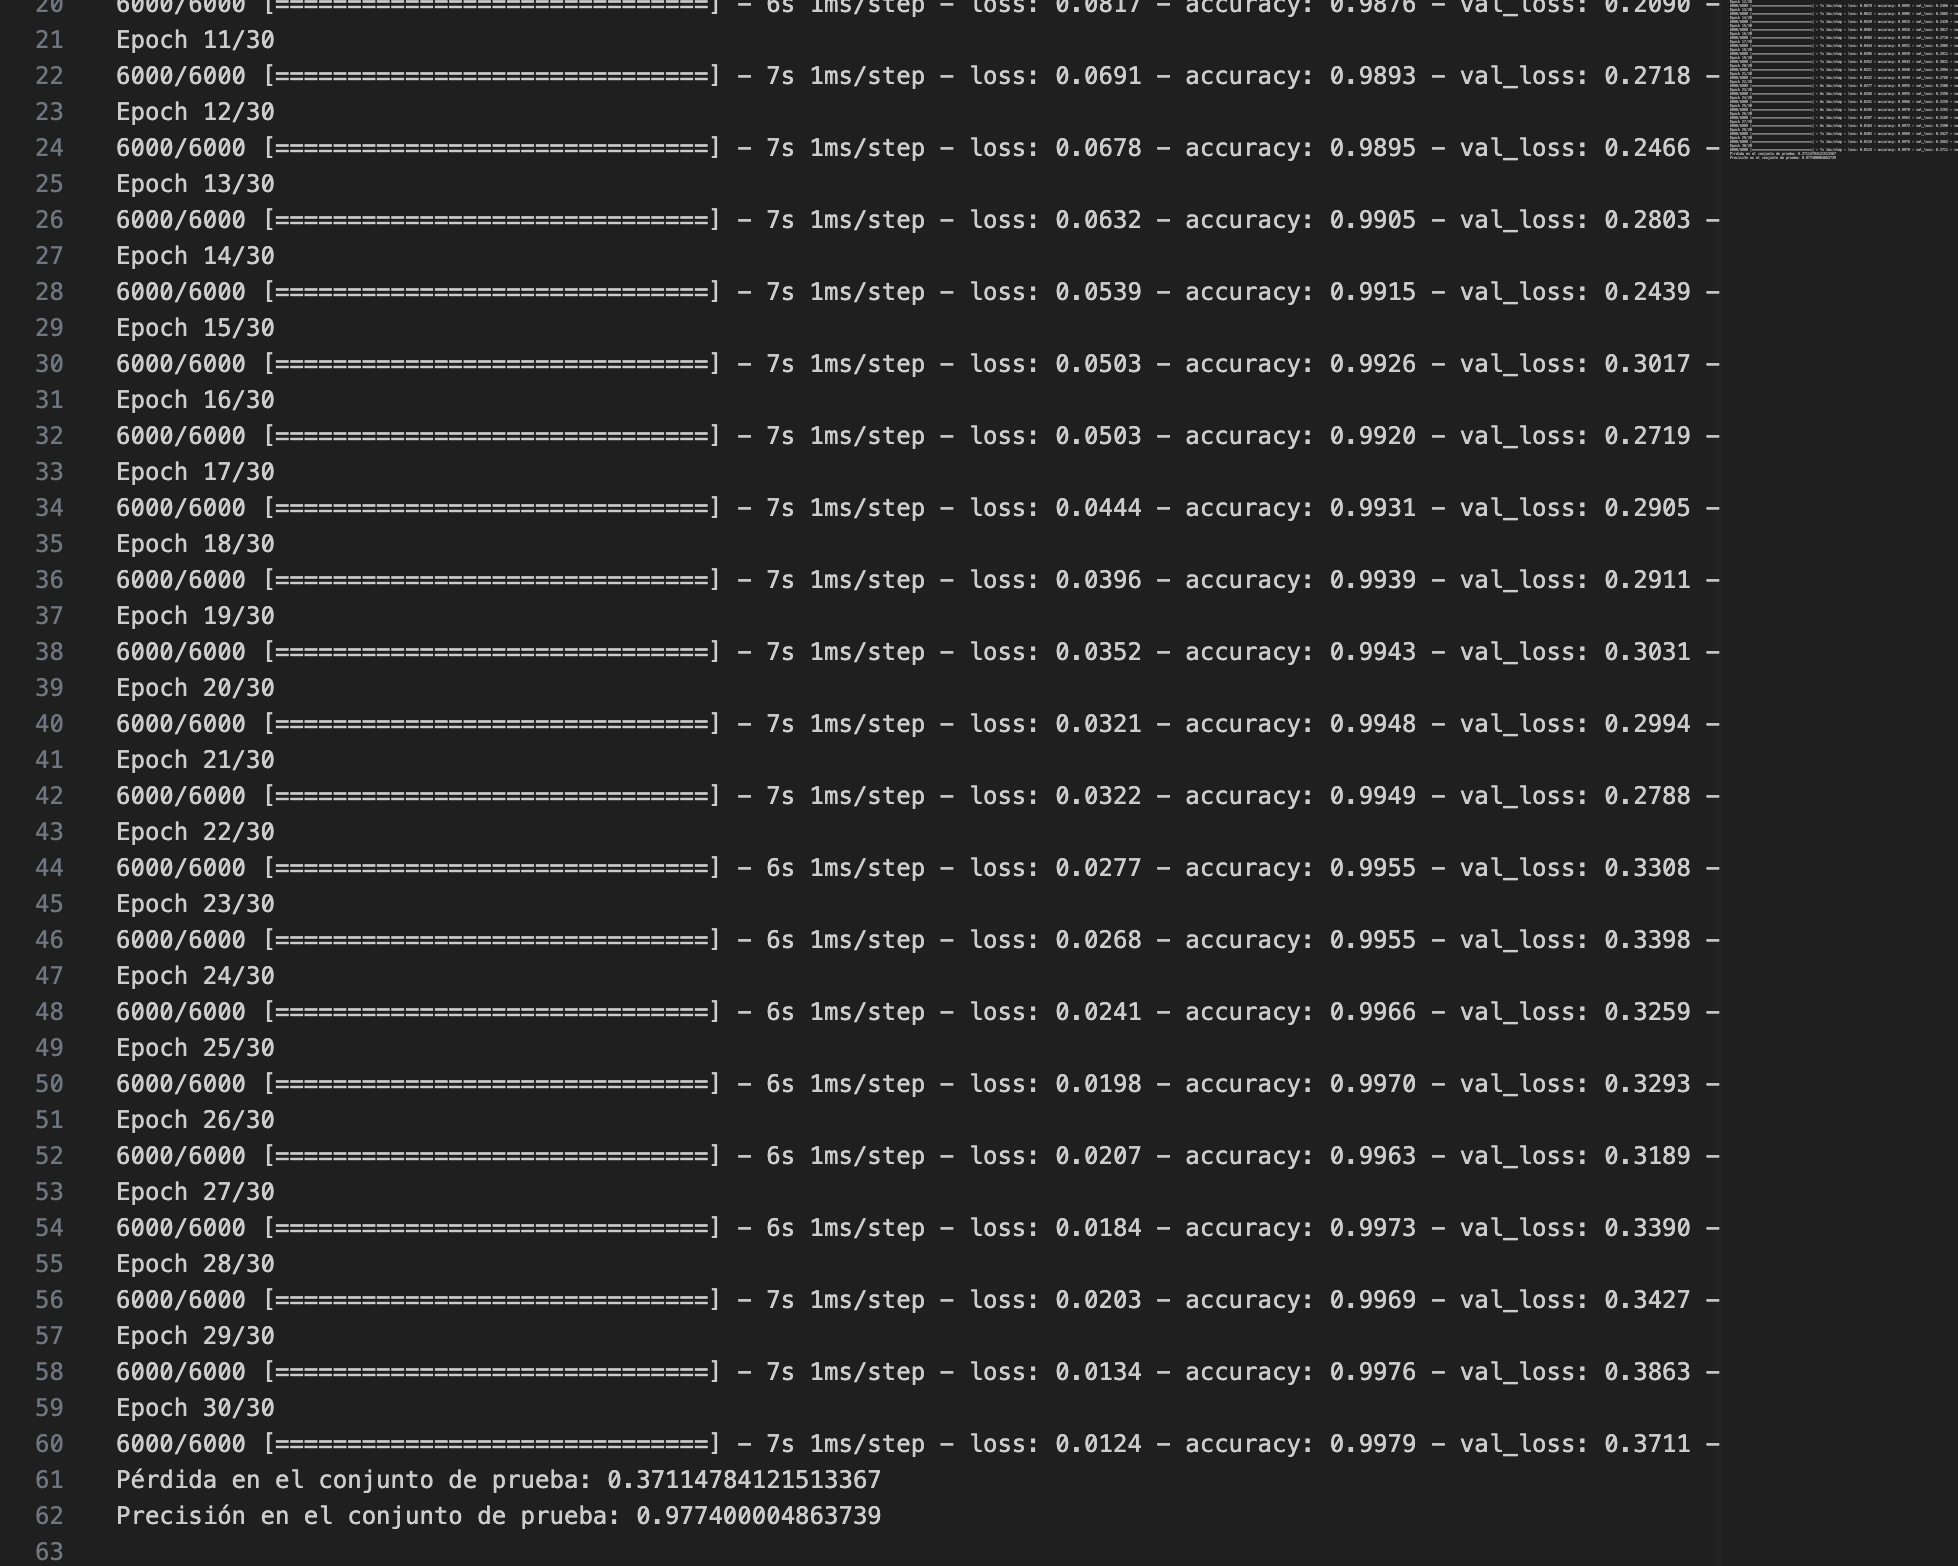 20 6000/6000 [==============================] - 6s 1ms/step - loss: 0.0817 - accuracy: 0.9876 - val_loss: 0.2090 -
21 Epoch 11/30
22 6000/6000 [==============================] - 7s 1ms/step - loss: 0.0691 - accuracy: 0.9893 - val_loss: 0.2718 -
23 Epoch 12/30
24 6000/6000 [==============================] - 7s 1ms/step - loss: 0.0678 - accuracy: 0.9895 - val_loss: 0.2466 -
25 Epoch 13/30
26 6000/6000 [==============================] - 7s 1ms/step - loss: 0.0632 - accuracy: 0.9905 - val_loss: 0.2803 -
27 Epoch 14/30
28 6000/6000 [==============================] - 7s 1ms/step - loss: 0.0539 - accuracy: 0.9915 - val_loss: 0.2439 -
29 Epoch 15/30
30 6000/6000 [==============================] - 7s 1ms/step - loss: 0.0503 - accuracy: 0.9926 - val_loss: 0.3017 -
31 Epoch 16/30
32 6000/6000 [==============================] - 7s 1ms/step - loss: 0.0503 - accuracy: 0.9920 - val_loss: 0.2719 -
33 Epoch 17/30
34 6000/6000 [==============================] - 7s 1ms/step - loss: 0.0444 - accuracy: 0.9931 - val_loss: 0.2905 -
35 Epoch 18/30
36 6000/6000 [==============================] - 7s 1ms/step - loss: 0.0396 - accuracy: 0.9939 - val_loss: 0.2911 -
37 Epoch 19/30
38 6000/6000 [==============================] - 7s 1ms/step - loss: 0.0352 - accuracy: 0.9943 - val_loss: 0.3031 -
39 Epoch 20/30
40 6000/6000 [==============================] - 7s 1ms/step - loss: 0.0321 - accuracy: 0.9948 - val_loss: 0.2994 -
41 Epoch 21/30
42 6000/6000 [==============================] - 7s 1ms/step - loss: 0.0322 - accuracy: 0.9949 - val_loss: 0.2788 -
43 Epoch 22/30
44 6000/6000 [==============================] - 6s 1ms/step - loss: 0.0277 - accuracy: 0.9955 - val_loss: 0.3308 -
45 Epoch 23/30
46 6000/6000 [==============================] - 6s 1ms/step - loss: 0.0268 - accuracy: 0.9955 - val_loss: 0.3398 -
47 Epoch 24/30
48 6000/6000 [==============================] - 6s 1ms/step - loss: 0.0241 - accuracy: 0.9966 - val_loss: 0.3259 -
49 Epoch 25/30
50 6000/6000 [==============================] - 6s 1ms/step - loss: 0.0198 - accuracy: 0.9970 - val_loss: 0.3293 -
51 Epoch 26/30
52 6000/6000 [==============================] - 6s 1ms/step - loss: 0.0207 - accuracy: 0.9963 - val_loss: 0.3189 -
53 Epoch 27/30
54 6000/6000 [==============================] - 6s 1ms/step - loss: 0.0184 - accuracy: 0.9973 - val_loss: 0.3390 -
55 Epoch 28/30
56 6000/6000 [==============================] - 7s 1ms/step - loss: 0.0203 - accuracy: 0.9969 - val_loss: 0.3427 -
57 Epoch 29/30
58 6000/6000 [==============================] - 7s 1ms/step - loss: 0.0134 - accuracy: 0.9976 - val_loss: 0.3863 -
59 Epoch 30/30
60 6000/6000 [==============================] - 7s 1ms/step - loss: 0.0124 - accuracy: 0.9979 - val_loss: 0.3711 -
61 Pérdida en el conjunto de prueba: 0.37114784121513367
62 Precisión en el conjunto de prueba: 0.977400004863739
63